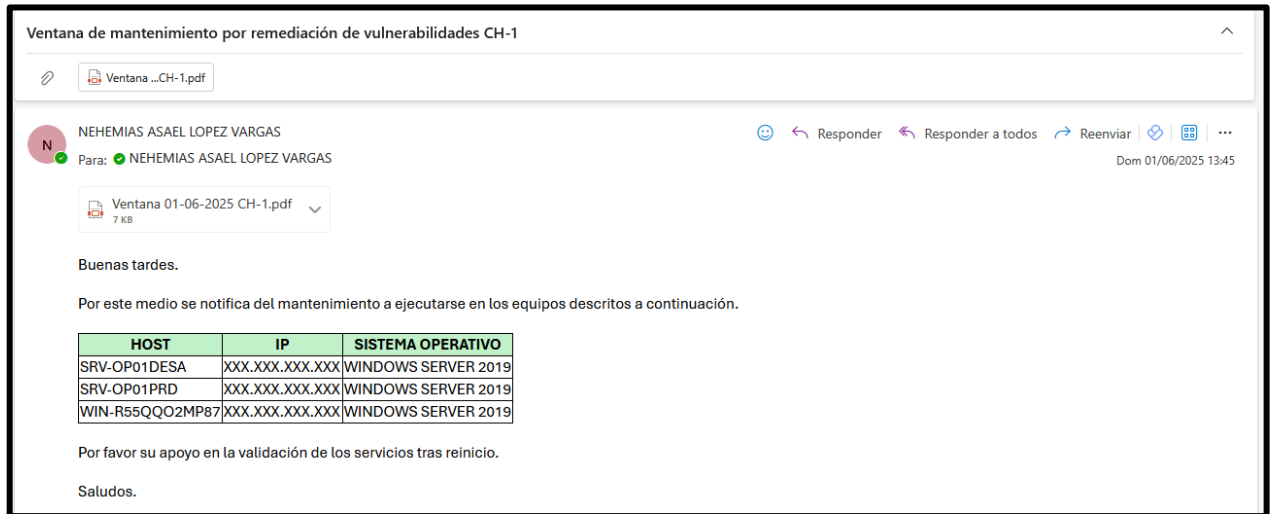 Ventana de mantenimiento por remediación de vulnerabilidades CH-1
Ventana ...CH-1.pdf
N
NEHEMIAS ASAEL LOPEZ VARGAS
Responder
Responder a todos
Reenviar
Para: NEHEMIAS ASAEL LOPEZ VARGAS
Dom 01/06/2025 13:45
Ventana 01-06-2025 CH-1.pdf
7 KB
Buenas tardes.
Por este medio se notifica del mantenimiento a ejecutarse en los equipos descritos a continuación.
HOST IP SISTEMA OPERATIVO
SRV-OP01DESA XXX.XXX.XXX.XXX WINDOWS SERVER 2019
SRV-OP01PRD XXX.XXX.XXX.XXX WINDOWS SERVER 2019
WIN-R55QQO2MP87 XXX.XXX.XXX.XXX WINDOWS SERVER 2019
Por favor su apoyo en la validación de los servicios tras reinicio.
Saludos.